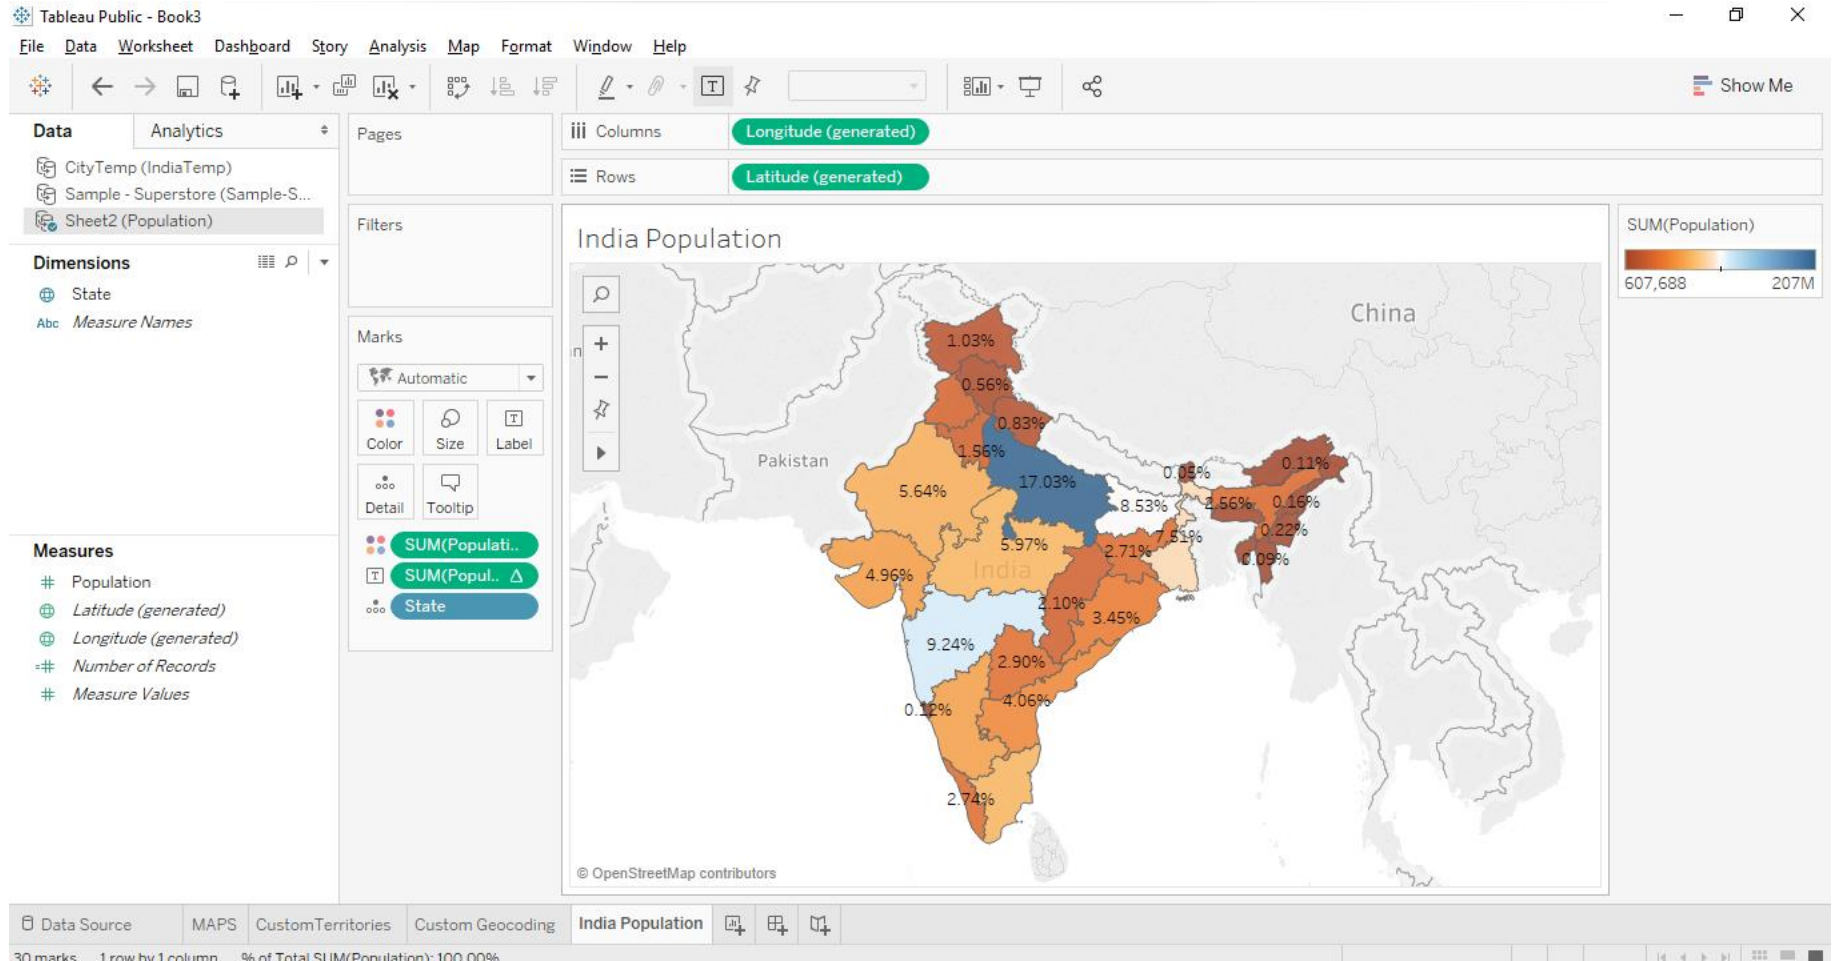 Tableau Public - Book3
File Data Worksheet Dashboard Story Analysis Map Format Window Help
Show Me
Data Analytics
CityTemp (IndiaTemp)
Sample - Superstore (Sample-S...
Sheet2 (Population)
Dimensions
State
Abc Measure Names
Measures
# Population
Latitude (generated)
Longitude (generated)
=# Number of Records
# Measure Values
Pages
Filters
Marks
Automatic
Color Size Label
Detail Tooltip
SUM(Populati..
SUM(Popul.. Δ
State
Columns Longitude (generated)
Rows Latitude (generated)
India Population
China
Pakistan
India
n
1.03%
0.56%
0.83%
1.56%
17.03%
5.64%
0.05%
0.11%
8.53%
2.56%
0.16%
0.22%
7.51%
5.97%
2.71%
0.09%
4.96%
2.10%
3.45%
9.24%
2.90%
4.06%
0.12%
2.74%
© OpenStreetMap contributors
SUM(Population)
607,688 207M
Data Source MAPS CustomTerritories Custom Geocoding India Population
30 marks 1 row by 1 column % of Total SUM(Population): 100.00%